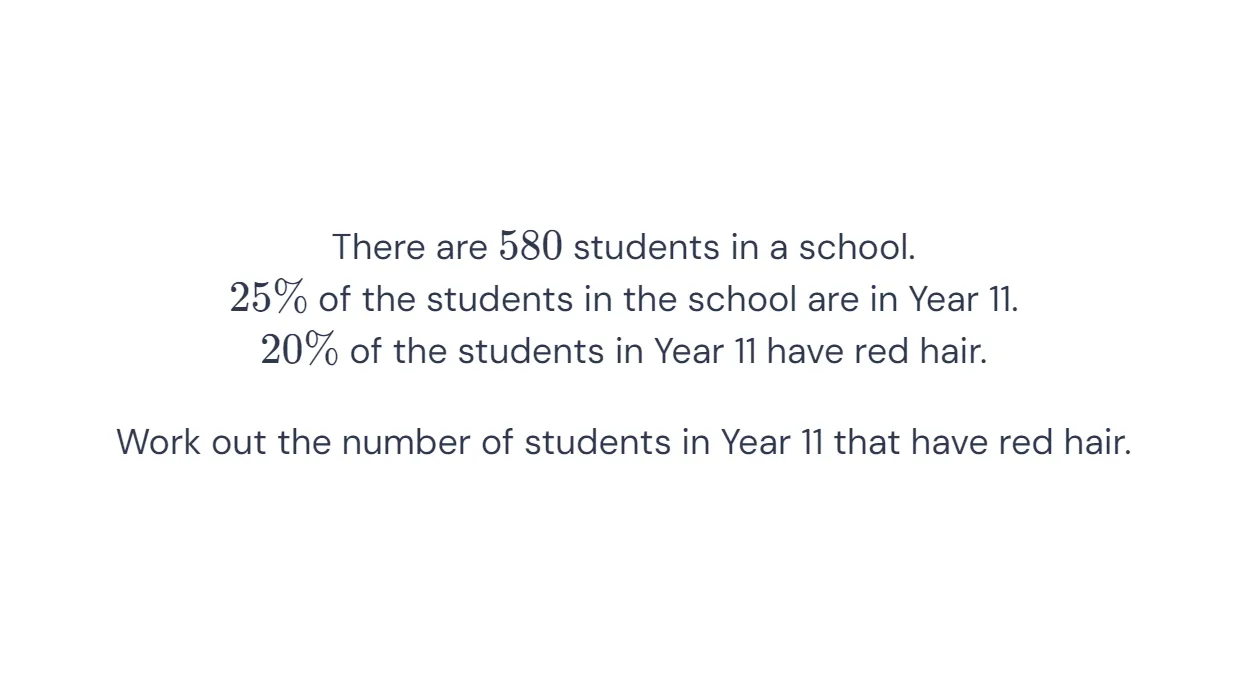 There are 580 students in a school.
25% of the students in the school are in Year 11.
20% of the students in Year 11 have red hair.
Work out the number of students in Year 11 that have red hair.